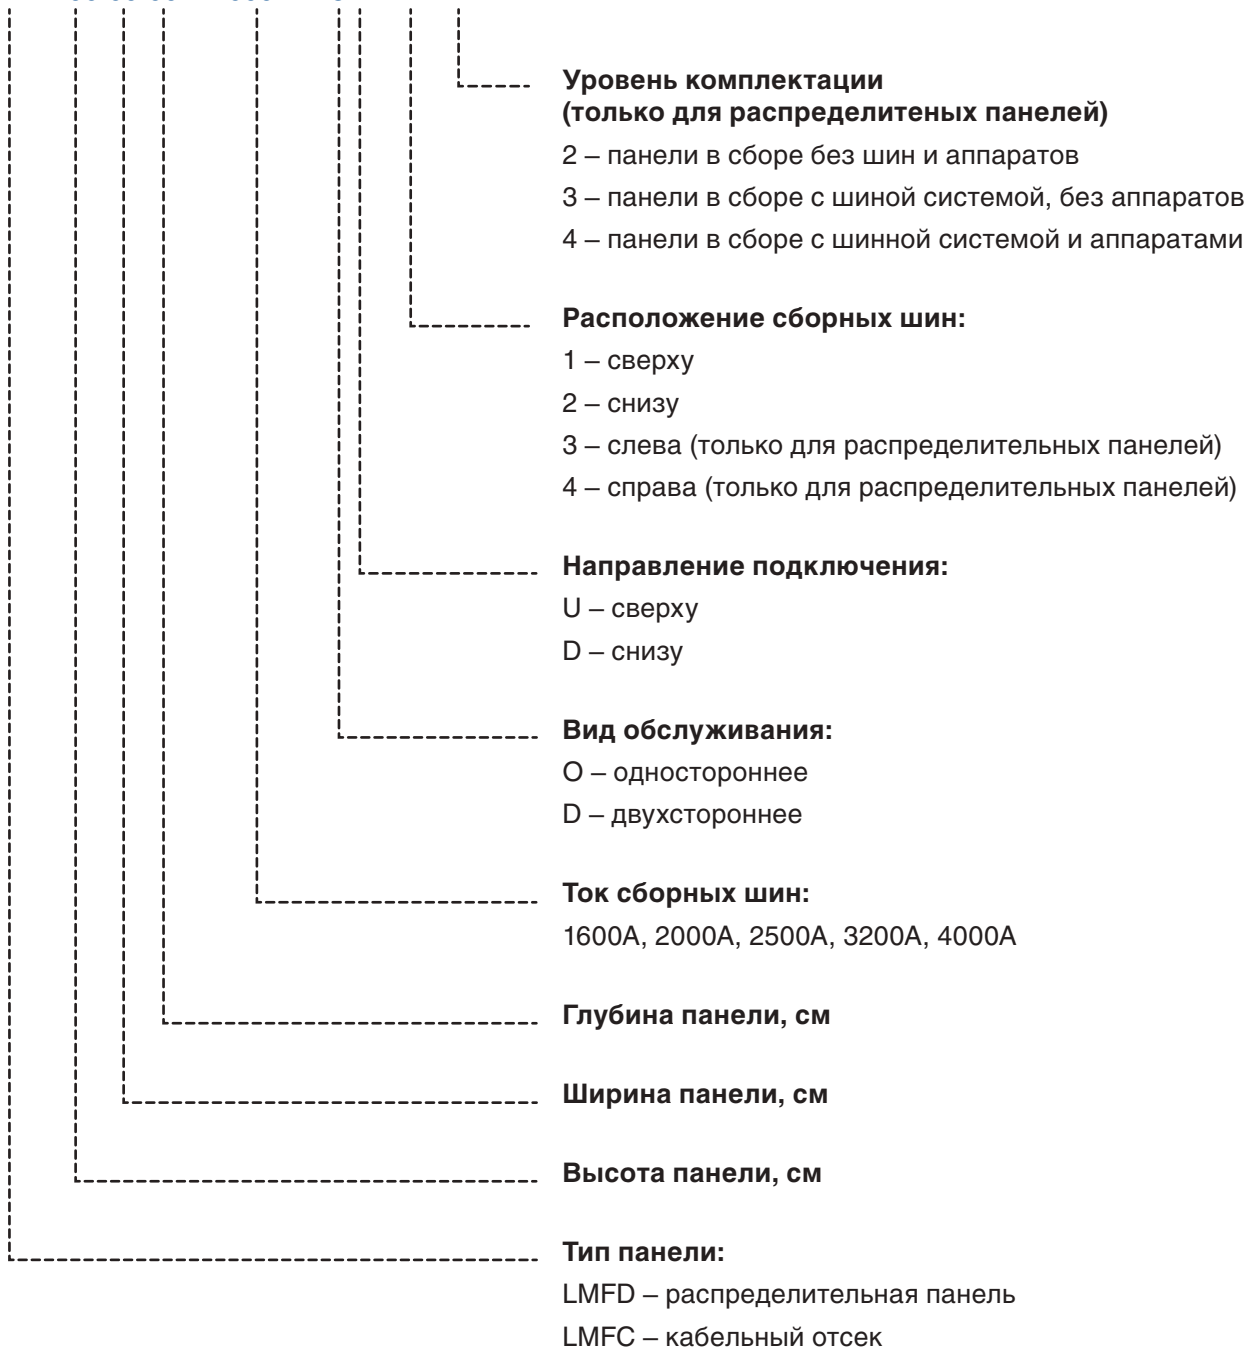 Уровень комплектации
(только для распределитеных панелей)
2 – панели в сборе без шин и аппаратов
3 – панели в сборе с шиной системой, без аппаратов
4 – панели в сборе с шинной системой и аппаратами
Расположение сборных шин:
1 – сверху
2 – снизу
3 – слева (только для распределительных панелей)
4 – справа (только для распределительных панелей)
Направление подключения:
U – сверху
D – снизу
Вид обслуживания:
O – одностороннее
D – двухстороннее
Ток сборных шин:
1600А, 2000А, 2500А, 3200А, 4000А
Глубина панели, см
Ширина панели, см
Высота панели, см
Тип панели:
LMFD – распределительная панель
LMFC – кабельный отсек